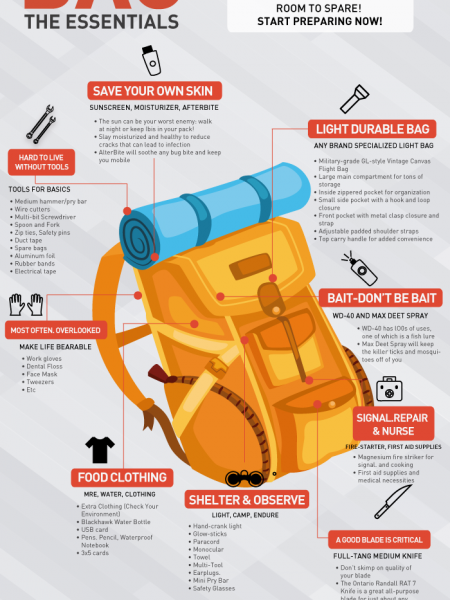 BAG
THE ESSENTIALS
ROOM TO SPARE!
START PREPARING NOW!
SAVE YOUR OWN SKIN
SUNSCREEN, MOISTURIZER, AFTERBITE
• The sun can be your worst enemy: walk
at night or keep lbis in your pack!
• Slay moisturized and healthy to reduce
cracks that can lead to infection
• AlterBite will soothe any bug bite and keep
you mobile
LIGHT DURABLE BAG
ANY BRAND SPECIALIZED LIGHT BAG
• Military-grade GL-style Vintage Canvas
Flight Bag
• Large main compartment for tons of
storage
• Inside zippered pocket for organization
• Small side pocket with a hook and loop
closure
• Front pocket with metal clasp closure and
strap
• Adjustable padded shoulder straps
• Top carry handle for added convenience
HARD TO LIVE
WITHOUT TOOLS
TOOLS FOR BASICS
• Medium hammer/pry bar
• Wire cutters
• Multi-bit Screwdriver
• Spoon and Fork
• Zip ties, Safety pins
• Duct tape
• Spare bags
• Aluminum foil
• Rubber bands
• Electrical tape
BAIT-DON'T BE BAIT
WD-40 AND MAX DEET SPRAY
• WD-40 has l00s of uses,
one of which is a fish lure
• Max Deet Spray will keep
the killer ticks and mosqui-
toes off of you
MOST OFTEN. OVERLOOKED
MAKE LIFE BEARABLE
• Work gloves
• Dental Floss
• Face Mask
• Tweezers
• Etc
SIGNAL.REPAIR
& NURSE
FIRE-STARTER, FIRST AID SUPPLIES
• Magnesium fire striker for
signal. and cooking
• First aid supplies and
medical necessities
FOOD CLOTHING
MRE, WATER, CLOTHING
• Extra Clothing (Check Your
Environment)
• Blackhawk Water Bottle
• USB card
• Pens, Pencil, Waterproof
Notebook
• 3x5 cards
SHELTER & OBSERVE
LIGHT, CAMP, ENDURE
• Hand-crank light
• Glow-sticks
• Paracord
• Monocular
• Towel
• Multi-Tool
• Earplugs.
• Mini Pry Bar
• Safety Glasses
A GOOD BLADE IS CRITICAL
FULL-TANG MEDIUM KNIFE
• Don't skimp on quality of
your blade
• The Ontario Randall RAT 7
Knife is a great all-purpose
blade for just about any